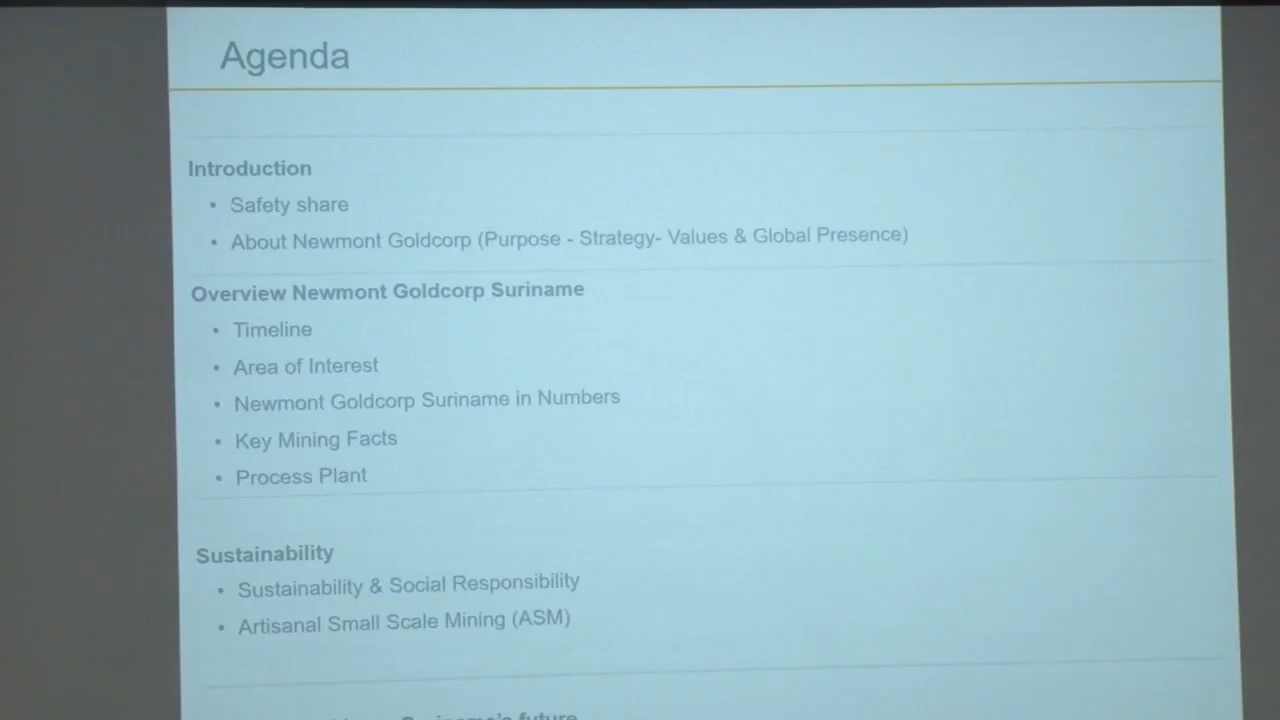 Agenda
Introduction
• Safety share
• About Newmont Goldcorp (Purpose - Strategy- Values & Global Presence)
Overview Newmont Goldcorp Suriname
• Timeline
• Area of Interest
• Newmont Goldcorp Suriname in Numbers
• Key Mining Facts
• Process Plant
Sustainability
• Sustainability & Social Responsibility
• Artisanal Small Scale Mining (ASM)
Suriname's future